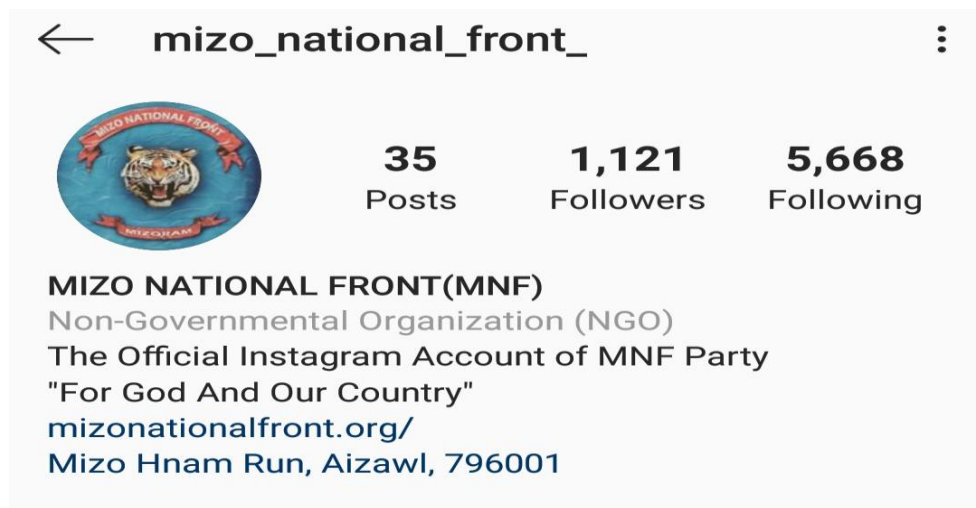 mizo_national_front_
MIZO NATIONAL FRONT
MIZORAM
35
Posts
1,121
Followers
5,668
Following
MIZO NATIONAL FRONT(MNF)
Non-Governmental Organization (NGO)
The Official Instagram Account of MNF Party
"For God And Our Country"
mizonationalfront.org/
Mizo Hnam Run, Aizawl, 796001